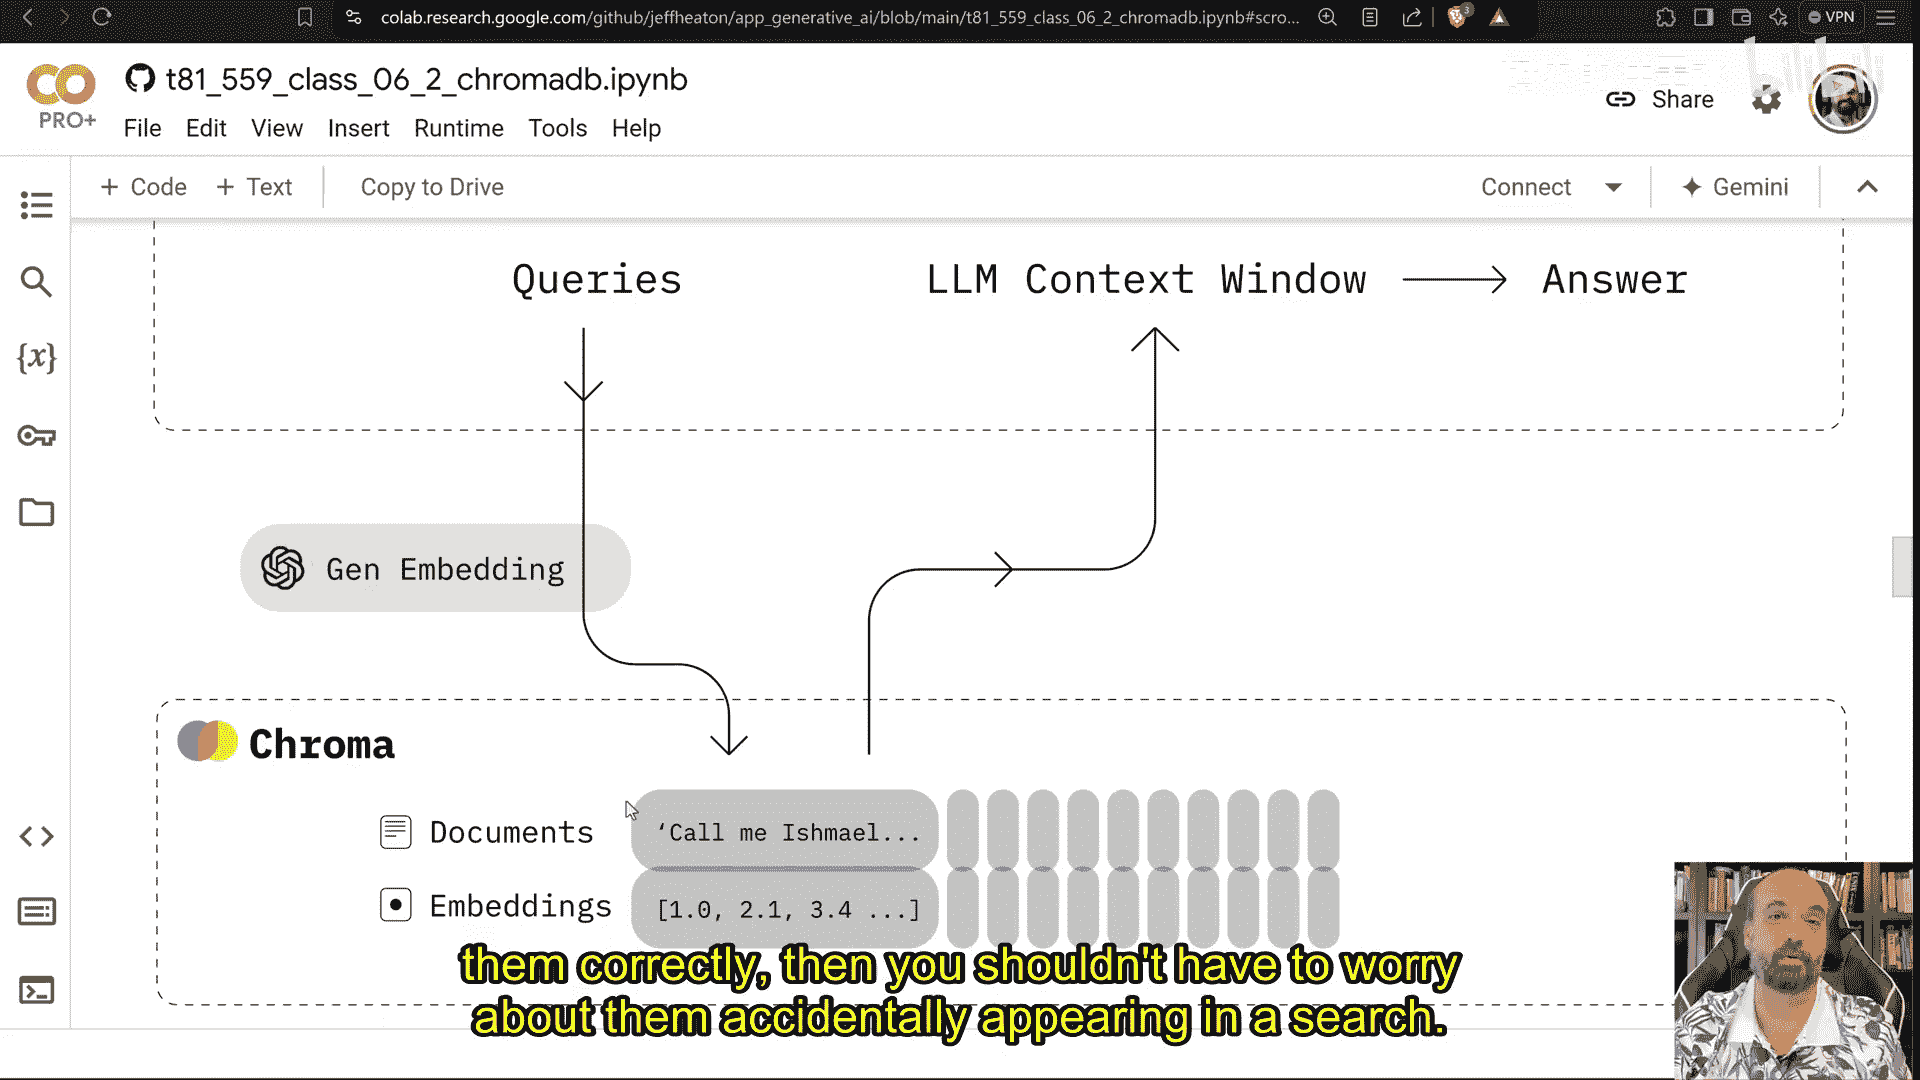 colab.research.google.com/github/jeffheaton/app_generative_ai/blob/main/t81_559_class_06_2_chromadb.ipynb#scro...
3
VPN
t81_559_class_06_2_chromadb.ipynb
PRO+
File Edit View Insert Runtime Tools Help
Share
+ Code + Text Copy to Drive
Connect
Gemini
Queries
LLM Context Window
Answer
{x}
Gen Embedding
Chroma
Documents
‘Call me Ishmael...
Embeddings
[1.0, 2.1, 3.4 ...]
them correctly, then you shouldn't have to worry
about them accidentally appearing in a search.